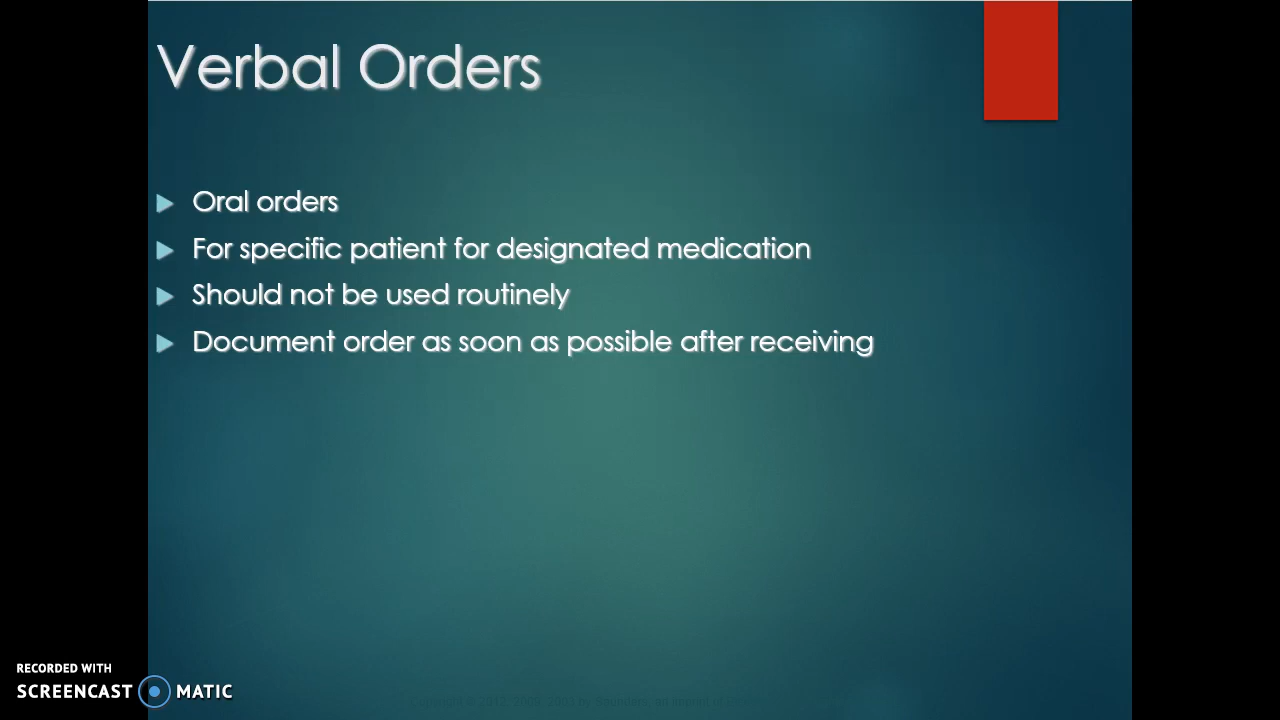 Verbal Orders
Oral orders
For specific patient for designated medication
Should not be used routinely
Document order as soon as possible after receiving
RECORDED WITH
SCREENCAST MATIC